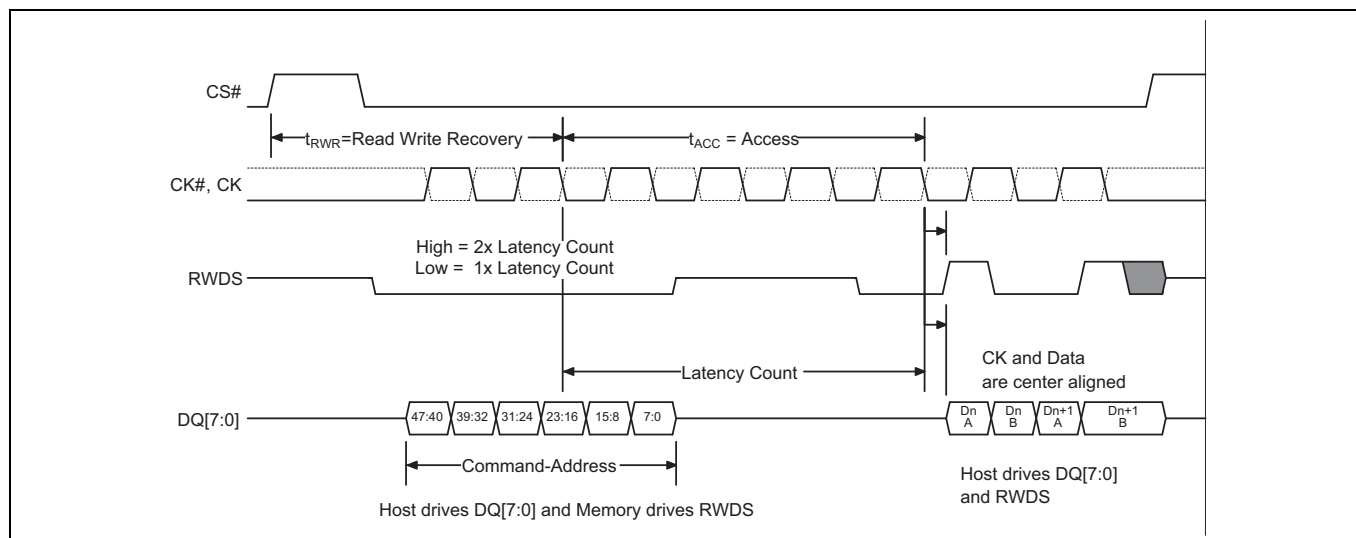 CS#
tRWR=Read Write Recovery
tACC = Access
CK#, CK
High = 2x Latency Count
Low = 1x Latency Count
RWDS
CK and Data
are center aligned
Latency Count
DQ[7:0]
47:40 39:32 31:24 23:16 15:8 7:0
Dn Dn Dn+1 Dn+1
A B A B
Command-Address
Host drives DQ[7:0]
and RWDS
Host drives DQ[7:0] and Memory drives RWDS